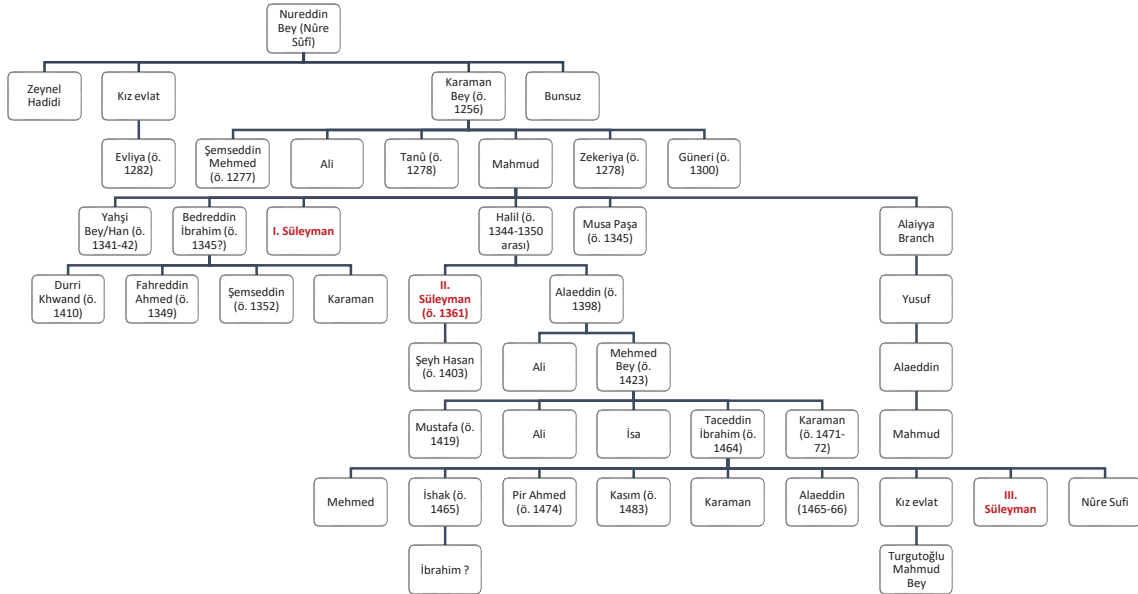 Nureddin
Bey (Nûre
Sûfî)
Zeynel
Hadidi
Kız evlat
Karaman
Bey (ö.
1256)
Bunsuz
Evliya (ö.
1282)
Şemseddin
Mehmed
(ö. 1277)
Ali
Tanû (ö.
1278)
Mahmud
Zekeriya
(ö. 1278)
Güneri (ö.
1300)
Yahşi
Bey/Han (ö.
1341-42)
Bedreddin
İbrahim (ö.
1345?)
I. Süleyman
Halil (ö.
1344-1350
arası)
Musa Paşa
(ö. 1345)
Alaiyya
Branch
Durri
Khwand (ö.
1410)
Fahreddin
Ahmed (ö.
1349)
Şemseddin
(ö. 1352)
Karaman
II.
Süleyman
(ö. 1361)
Alaeddin (ö.
1398)
Yusuf
Şeyh Hasan
(ö. 1403)
Ali
Mehmed
Bey (ö.
1423)
Alaeddin
Mustafa (ö.
1419)
Ali
İsa
Taceddin
İbrahim (ö.
1464)
Karaman
(ö. 1471-
72)
Mahmud
Mehmed
İshak (ö.
1465)
Pir Ahmed
(ö. 1474)
Kasım (ö.
1483)
Karaman
Alaeddin
(1465-66)
Kız evlat
III.
Süleyman
Nûre Sufi
İbrahim ?
Turgutoğlu
Mahmud
Bey